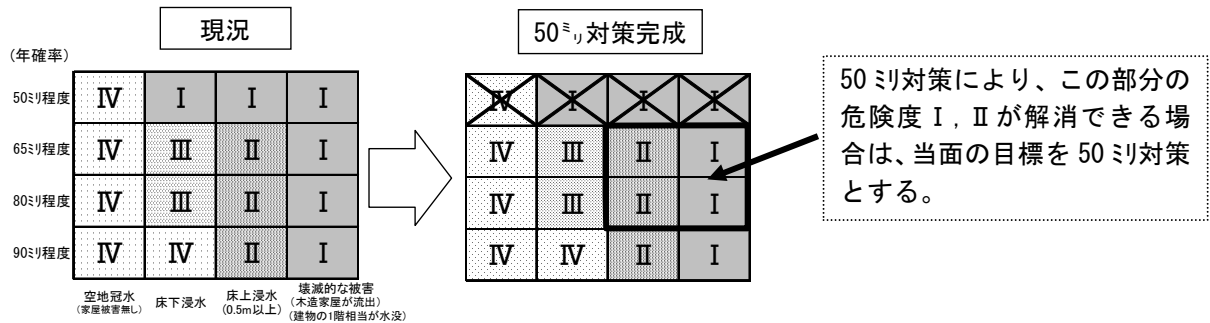 現況
50㍉対策完成
(年確率)
50ミリ程度 Ⅳ Ⅰ Ⅰ Ⅰ
65ミリ程度 Ⅳ Ⅲ Ⅱ Ⅰ
80ミリ程度 Ⅳ Ⅲ Ⅱ Ⅰ
90ミリ程度 Ⅳ Ⅳ Ⅱ Ⅰ
空地冠水
(家屋被害無し)
床下浸水
床上浸水
(0.5m以上)
壊滅的な被害
(木造家屋が流出)
(建物の1階相当が水没)
Ⅳ Ⅰ Ⅰ Ⅰ
Ⅳ Ⅲ Ⅱ Ⅰ
Ⅳ Ⅲ Ⅱ Ⅰ
Ⅳ Ⅳ Ⅱ Ⅰ
50 ミリ対策により、この部分の
危険度Ⅰ,Ⅱが解消できる場
合は、当面の目標を 50 ミリ対策
とする。